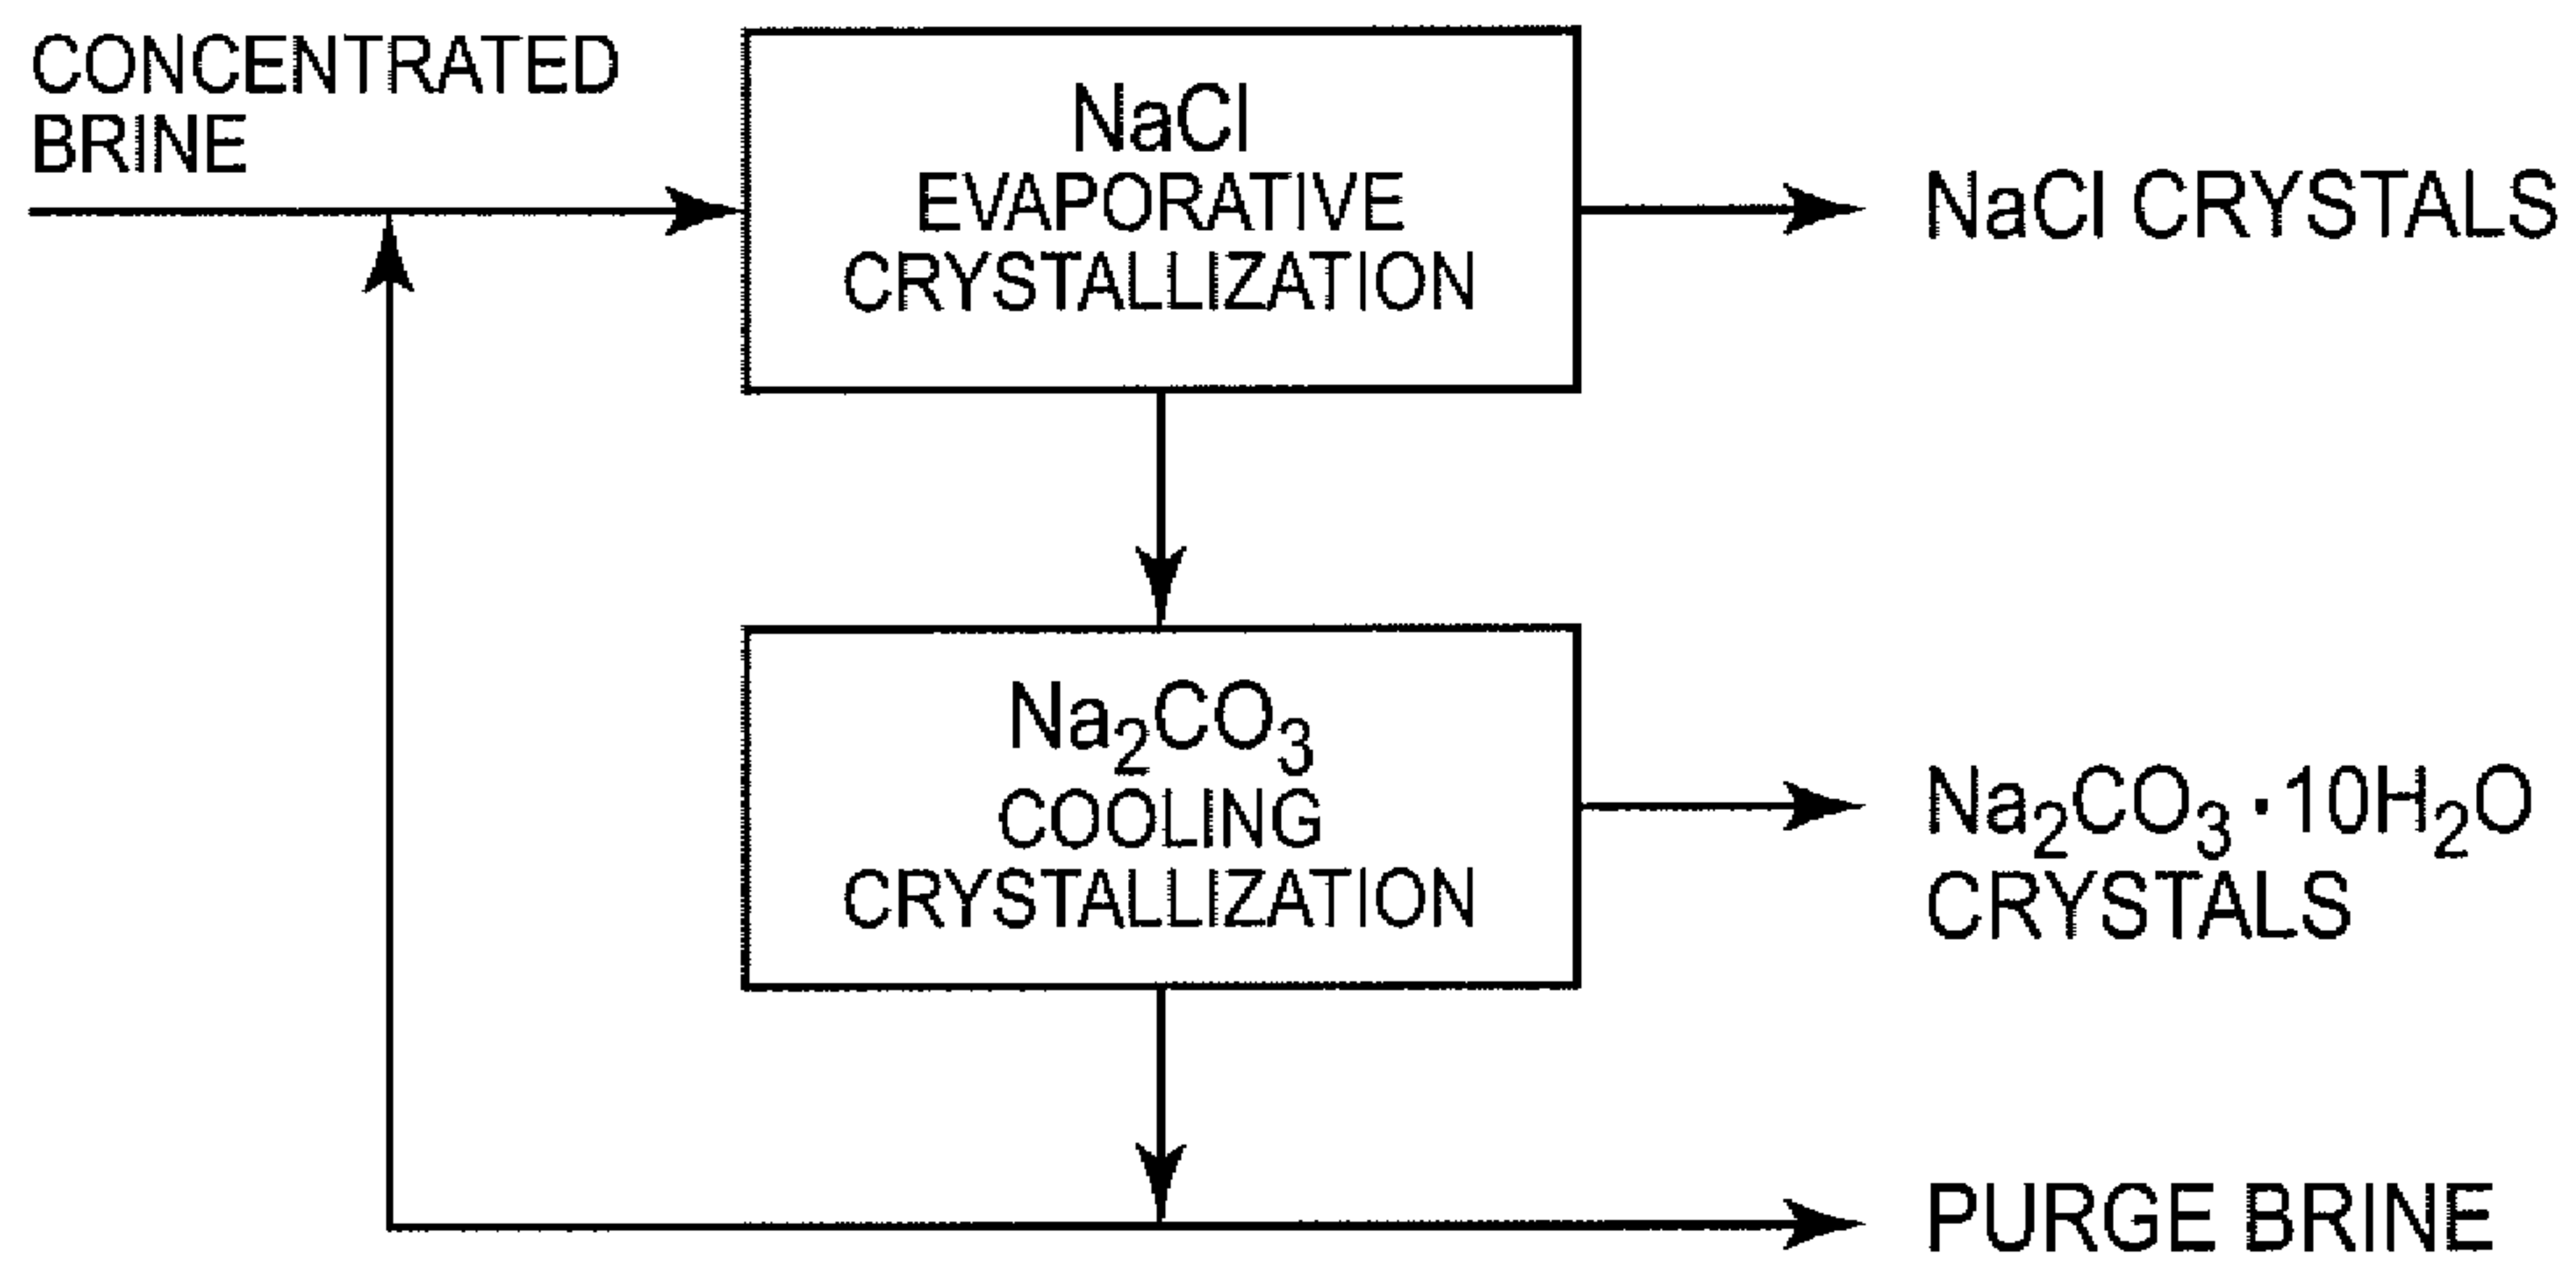 CONCENTRATED
BRINE
NaCl
EVAPORATIVE
CRYSTALLIZATION
NaCl CRYSTALS
Na₂CO₃
COOLING
CRYSTALLIZATION
Na₂CO₃·10H₂O
CRYSTALS
PURGE BRINE